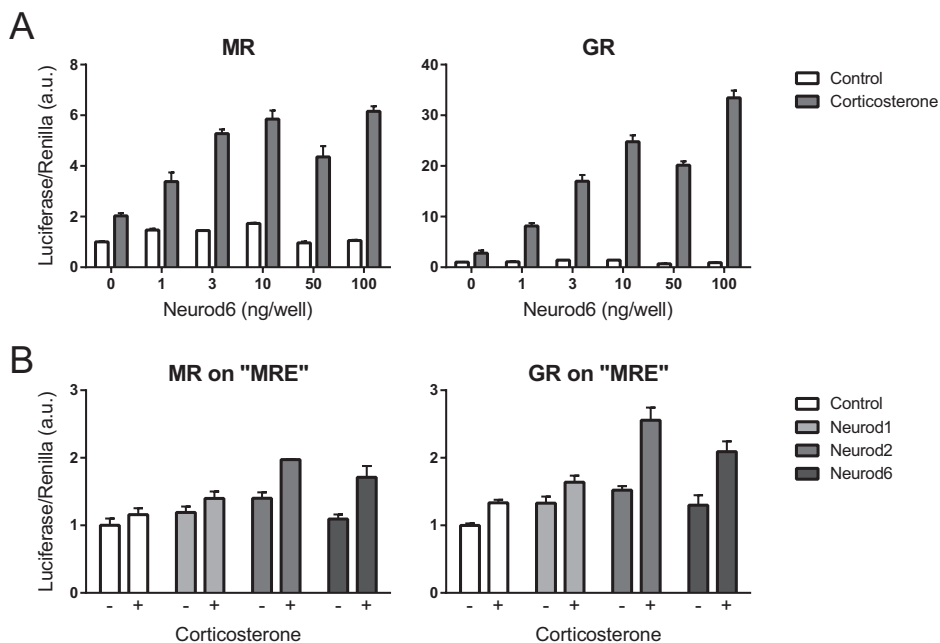 A
MR
GR
Luciferase/Renilla (a.u.)
8
6
4
2
0
0 1 3 10 50 100
Neurod6 (ng/well)
40
30
20
10
0
0 1 3 10 50 100
Neurod6 (ng/well)
Control
Corticosterone
B
MR on "MRE"
GR on "MRE"
Luciferase/Renilla (a.u.)
3
2
1
0
- + - + - + - +
Corticosterone
3
2
1
0
- + - + - + - +
Corticosterone
Control
Neurod1
Neurod2
Neurod6